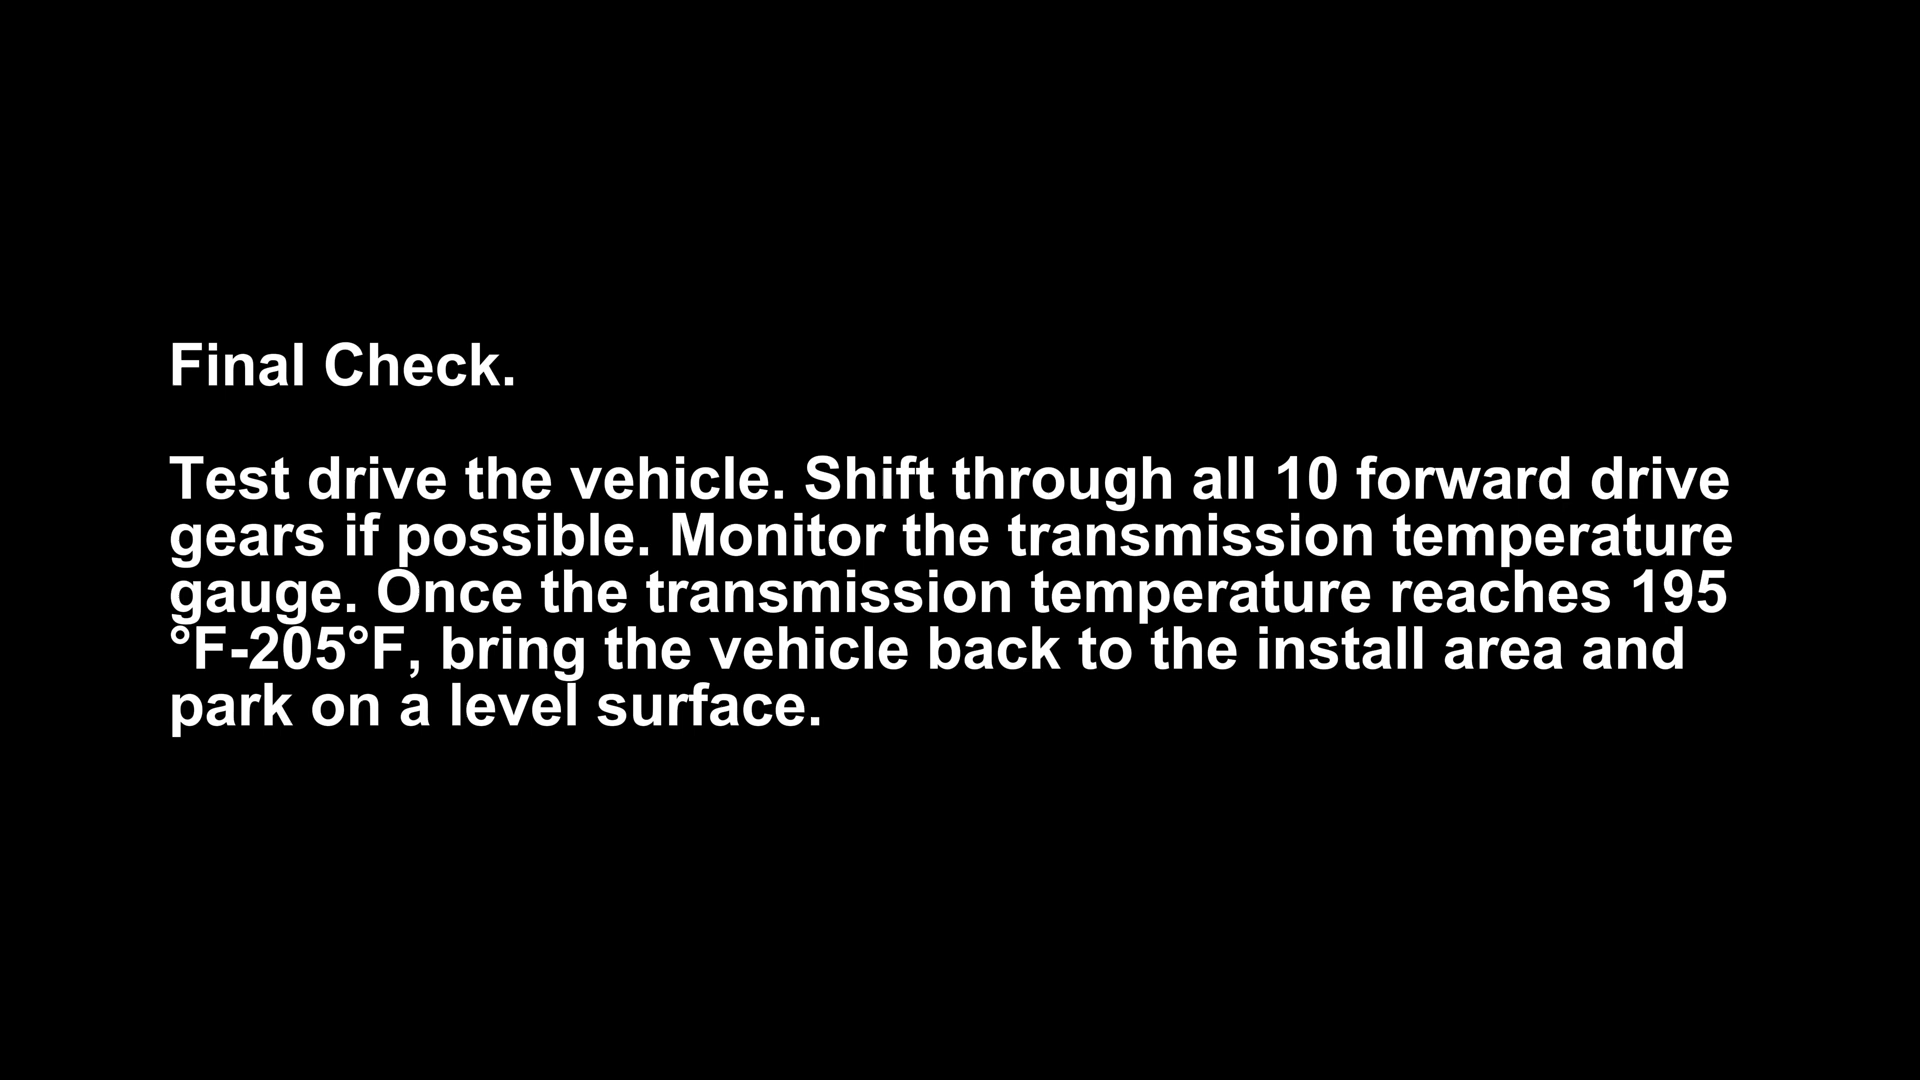 Final Check.
Test drive the vehicle. Shift through all 10 forward drive
gears if possible. Monitor the transmission temperature
gauge. Once the transmission temperature reaches 195
°F-205°F, bring the vehicle back to the install area and
park on a level surface.